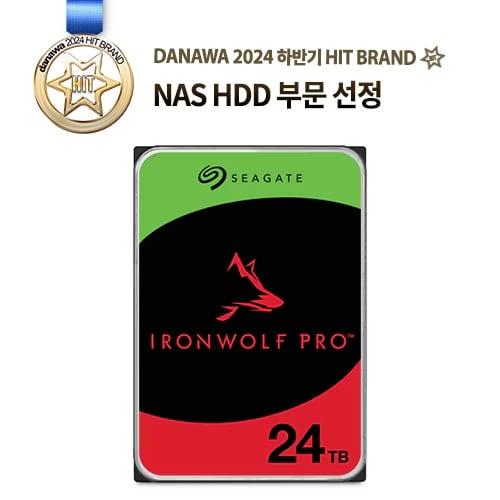 danawa 2024 HIT BRAND
HIT
DANAWA 2024 하반기 HIT BRAND
NAS HDD 부문 선정
SEAGATE
IRONWOLF PRO™
24TB